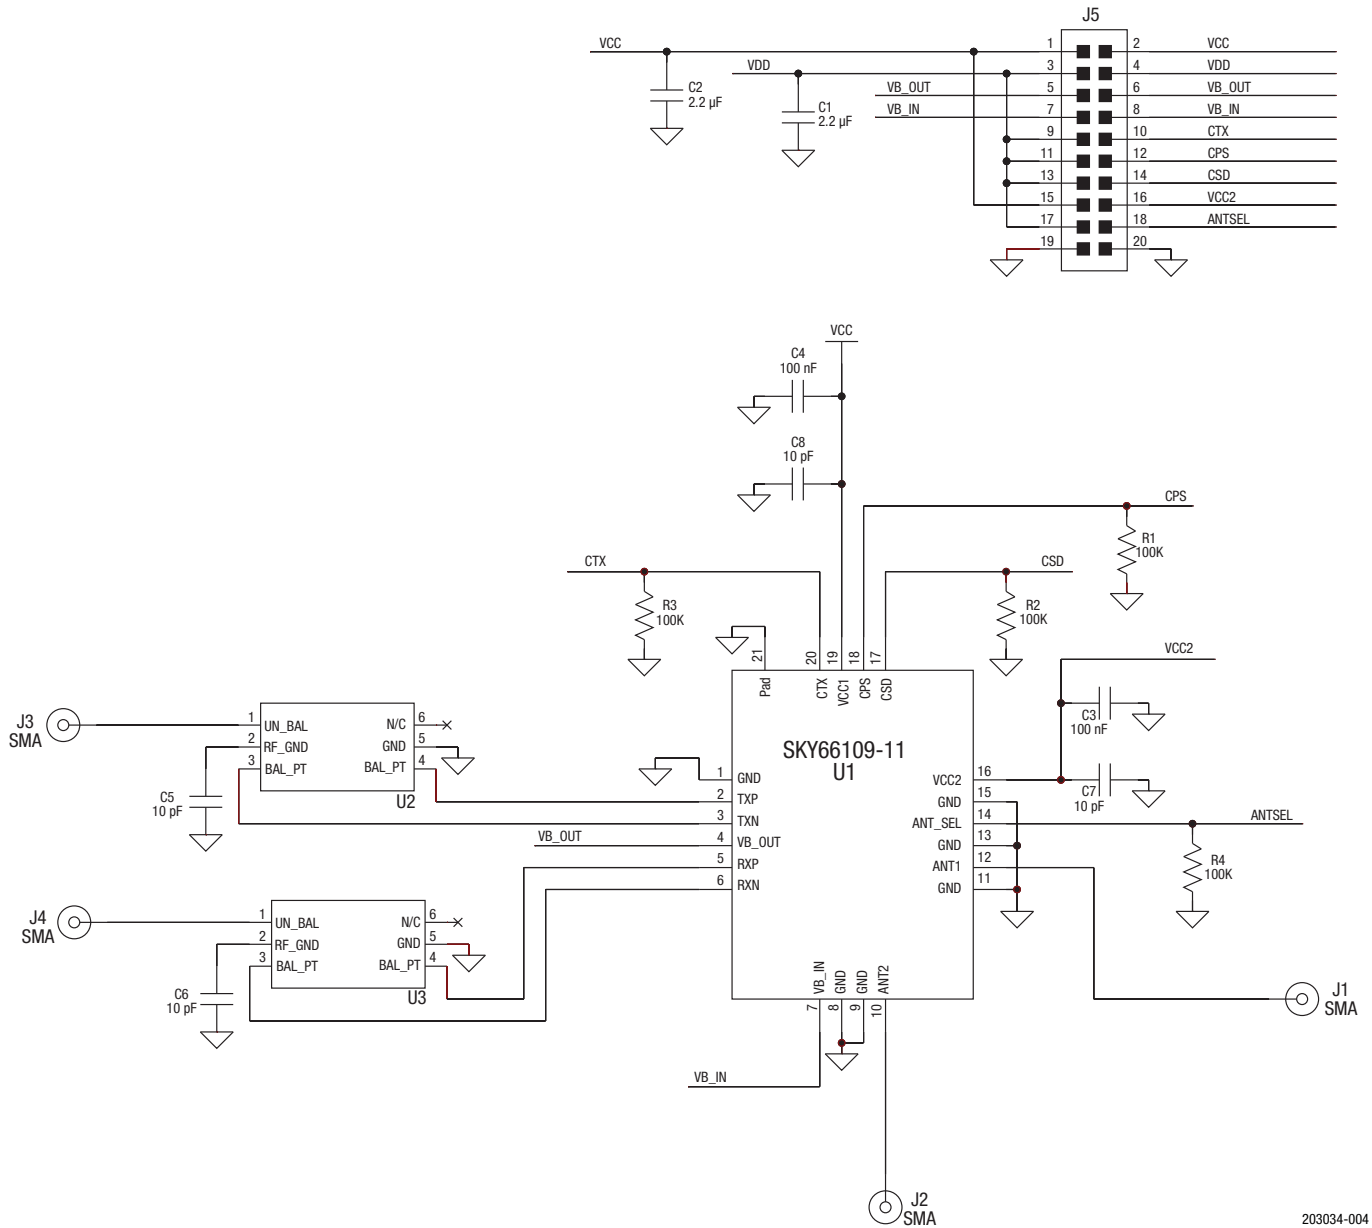 J5
VCC
1
2
VCC
VDD
3
4
VDD
VB_OUT
5
6
VB_OUT
VB_IN
7
8
VB_IN
9
10
CTX
11
12
CPS
13
14
CSD
15
16
VCC2
17
18
ANTSEL
19
20
C2
2.2 µF
C1
2.2 µF
VCC
C4
100 nF
C8
10 pF
CPS
R1
100K
CTX
R3
100K
CSD
R2
100K
VCC2
21
20
19
18
17
Pad
CTX
VCC1
CPS
CSD
C3
100 nF
C7
10 pF
SKY66109-11
U1
J3
SMA
1
UN_BAL
N/C
6
2
RF_GND
GND
5
3
BAL_PT
BAL_PT
4
U2
C5
10 pF
1
GND
2
TXP
3
TXN
VB_OUT
4
VB_OUT
5
RXP
6
RXN
VCC2
16
GND
15
ANT_SEL
14
ANTSEL
GND
13
ANT1
12
GND
11
R4
100K
J4
SMA
1
UN_BAL
N/C
6
2
RF_GND
GND
5
3
BAL_PT
BAL_PT
4
U3
C6
10 pF
VB_IN
GND
GND
ANT2
7
8
9
10
VB_IN
J1
SMA
J2
SMA
203034-004